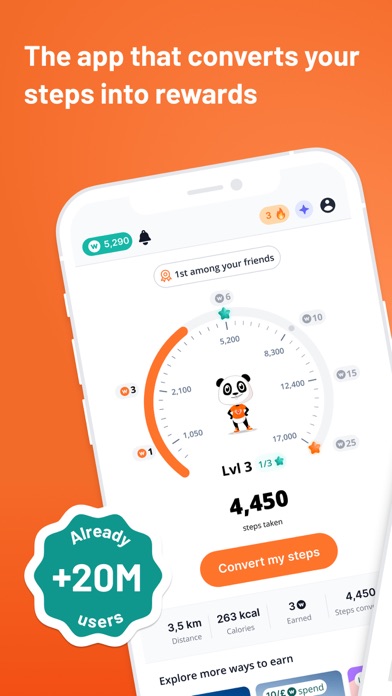 The app that converts your
steps into rewards
W 5,290
3
1st among your friends
W 6
W 10
5,200
8,300
W 3
2,100
12,400
W 15
1,050
17,000
W 1
W 25
Lvl 3 1/3
4,450
steps taken
Convert my steps
Already
+20M
users
3,5 km
Distance
263 kcal
Calories
3 W
Earned
4,450
Steps conv
Explore more ways to earn
10/£ W spend